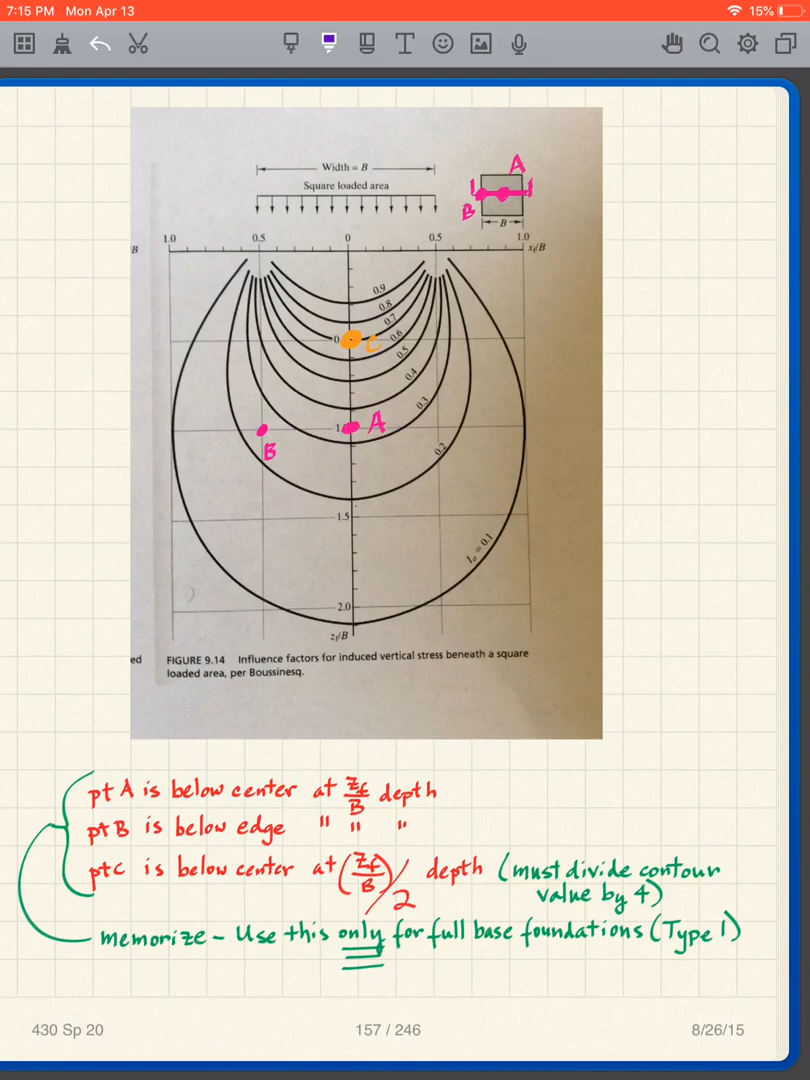 7:15 PM Mon Apr 13
15%
Width = B
Square loaded area
A
B
B
B
1.0
0.5
0
0.5
1.0
x_f/B
0.9
0.8
0.7
0.6
0.5
0.4
0.3
0.2
I_σ = 0.1
0
C
A
B
1.5
2.0
z_f/B
ed
FIGURE 9.14 Influence factors for induced vertical stress beneath a square
loaded area, per Boussinesq.
pt A is below center at z_f/B depth
pt B is below edge " " "
pt C is below center at (z_f/B)/2 depth (must divide contour
value by 4)
memorize - Use this only for full base foundations (Type 1)
430 Sp 20
157 / 246
8/26/15